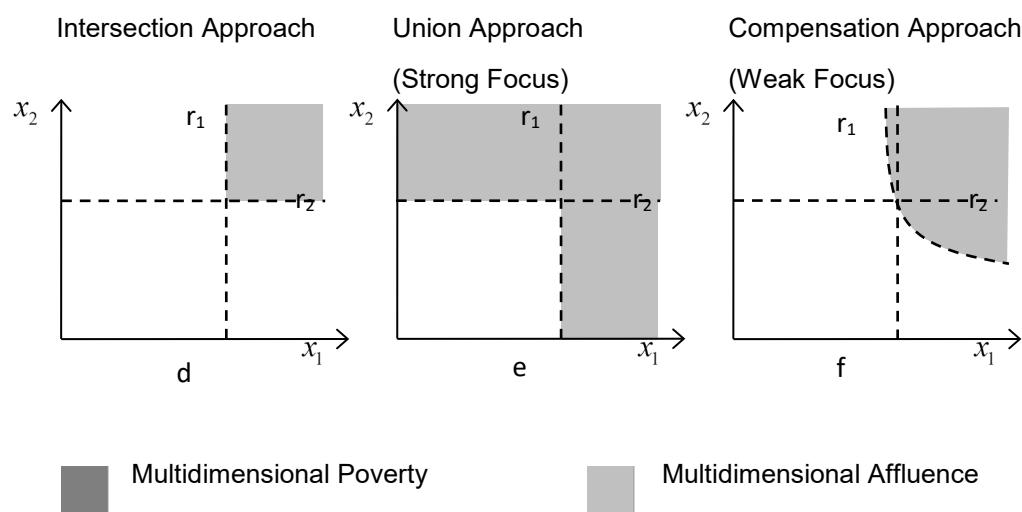 Intersection Approach
Union Approach
(Strong Focus)
Compensation Approach
(Weak Focus)
x₂
r₁
r₂
x₁
d
x₂
r₁
r₂
x₁
e
x₂
r₁
r₂
x₁
f
Multidimensional Poverty
Multidimensional Affluence